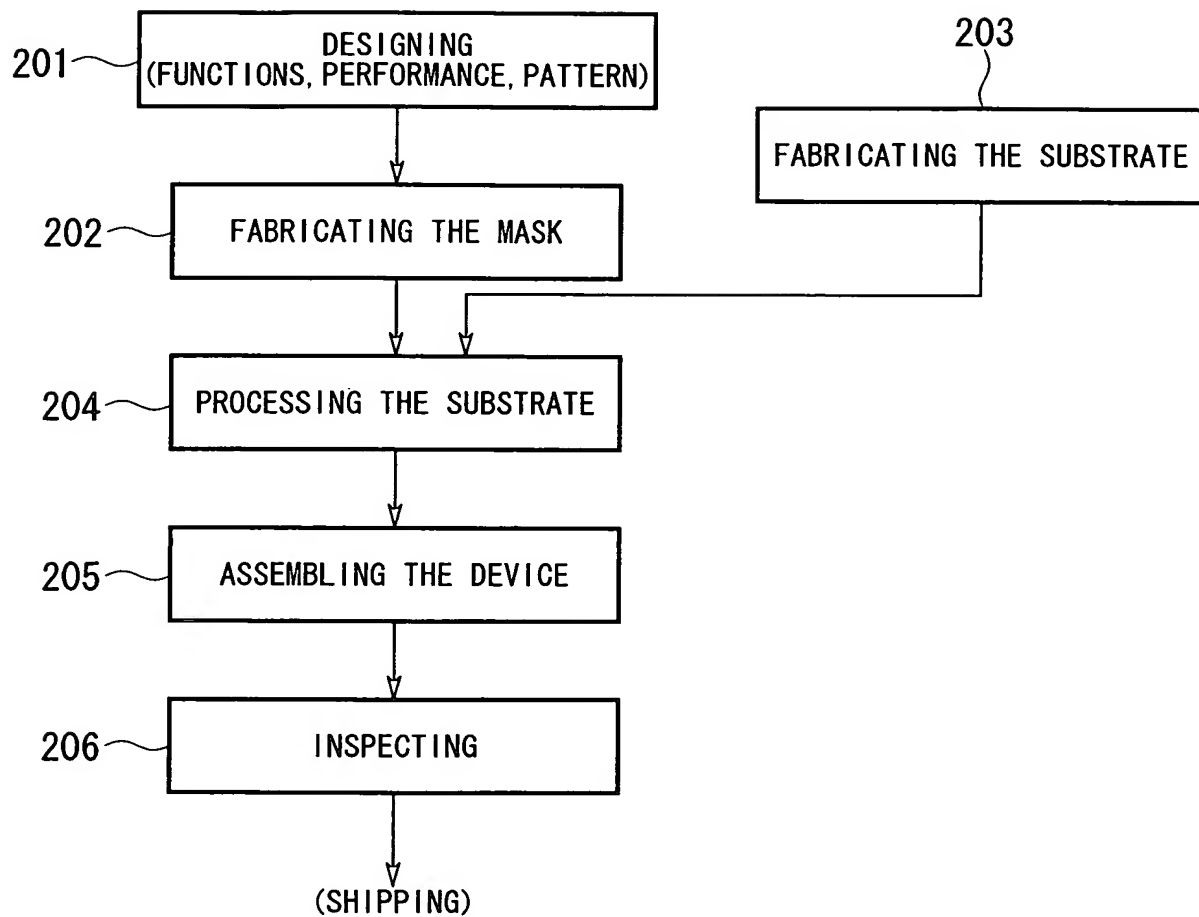 201
DESIGNING
(FUNCTIONS, PERFORMANCE, PATTERN)
203
FABRICATING THE SUBSTRATE
202
FABRICATING THE MASK
204
PROCESSING THE SUBSTRATE
205
ASSEMBLING THE DEVICE
206
INSPECTING
(SHIPPING)